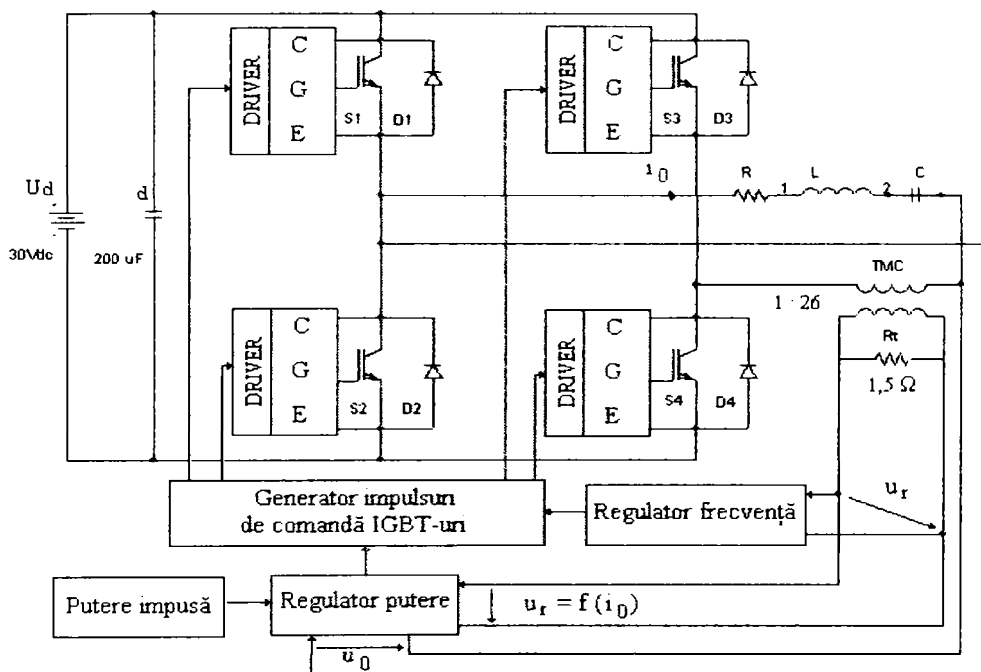 DRIVER
C
G
E
S1 D1
DRIVER
C
G
E
S3 D3
i0
R
1
L
2
C
Ud
d
30Vdc
200 uF
TMC
1 · 26
Rt
1,5 Ω
DRIVER
C
G
E
S2 D2
DRIVER
C
G
E
S4 D4
Generator impulsuri
de comandă IGBT-uri
Regulator frecvență
ur
Putere impusă
Regulator putere
ur = f (i0)
u0